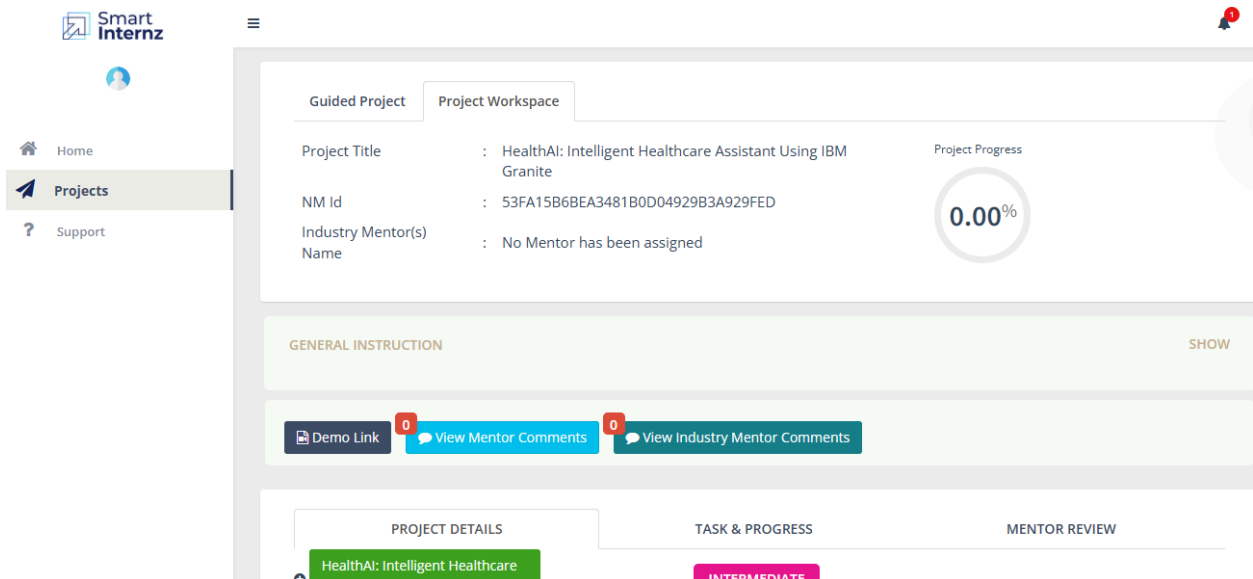 Smart
Internz
1
Home
Projects
? Support
Guided Project
Project Workspace
Project Title : HealthAI: Intelligent Healthcare Assistant Using IBM
Granite
NM Id : 53FA15B6BEA3481B0D04929B3A929FED
Industry Mentor(s)
Name : No Mentor has been assigned
Project Progress
0.00%
GENERAL INSTRUCTION
SHOW
Demo Link
0
View Mentor Comments
0
View Industry Mentor Comments
PROJECT DETAILS
TASK & PROGRESS
MENTOR REVIEW
HealthAI: Intelligent Healthcare
INTERMEDIATE